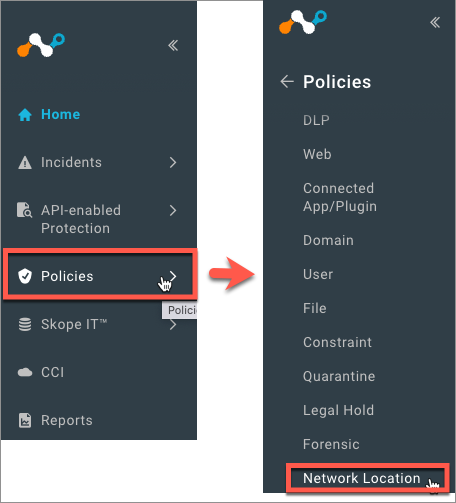 Home
Incidents
API-enabled
Protection
Policies
Policie
Skope IT™
CCI
Reports
Policies
DLP
Web
Connected
App/Plugin
Domain
User
File
Constraint
Quarantine
Legal Hold
Forensic
Network Location